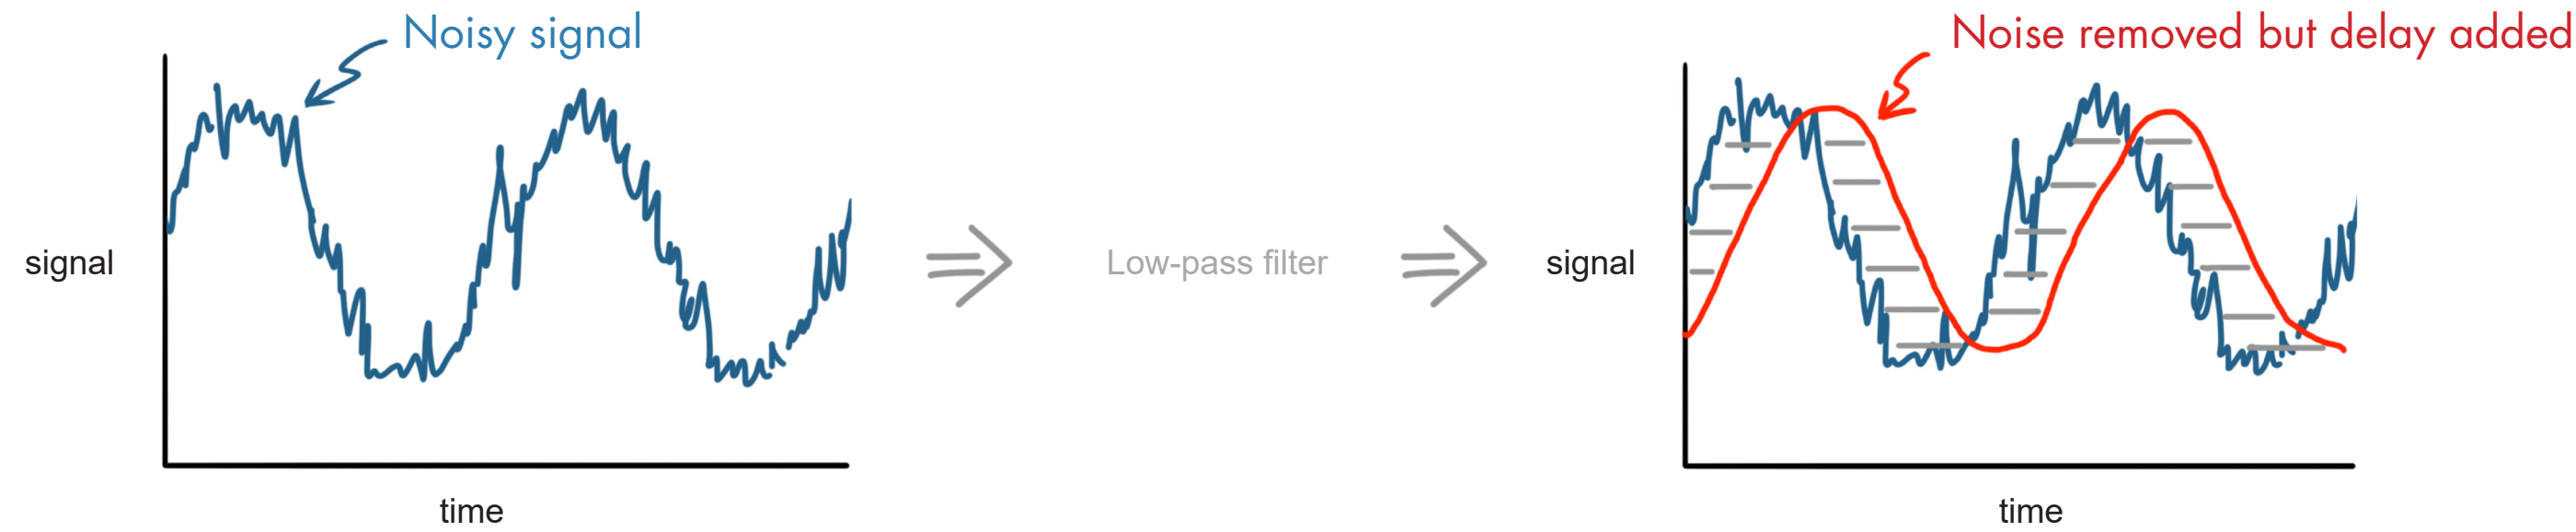 Noisy signal
signal
time
Low-pass filter
Noise removed but delay added
signal
time